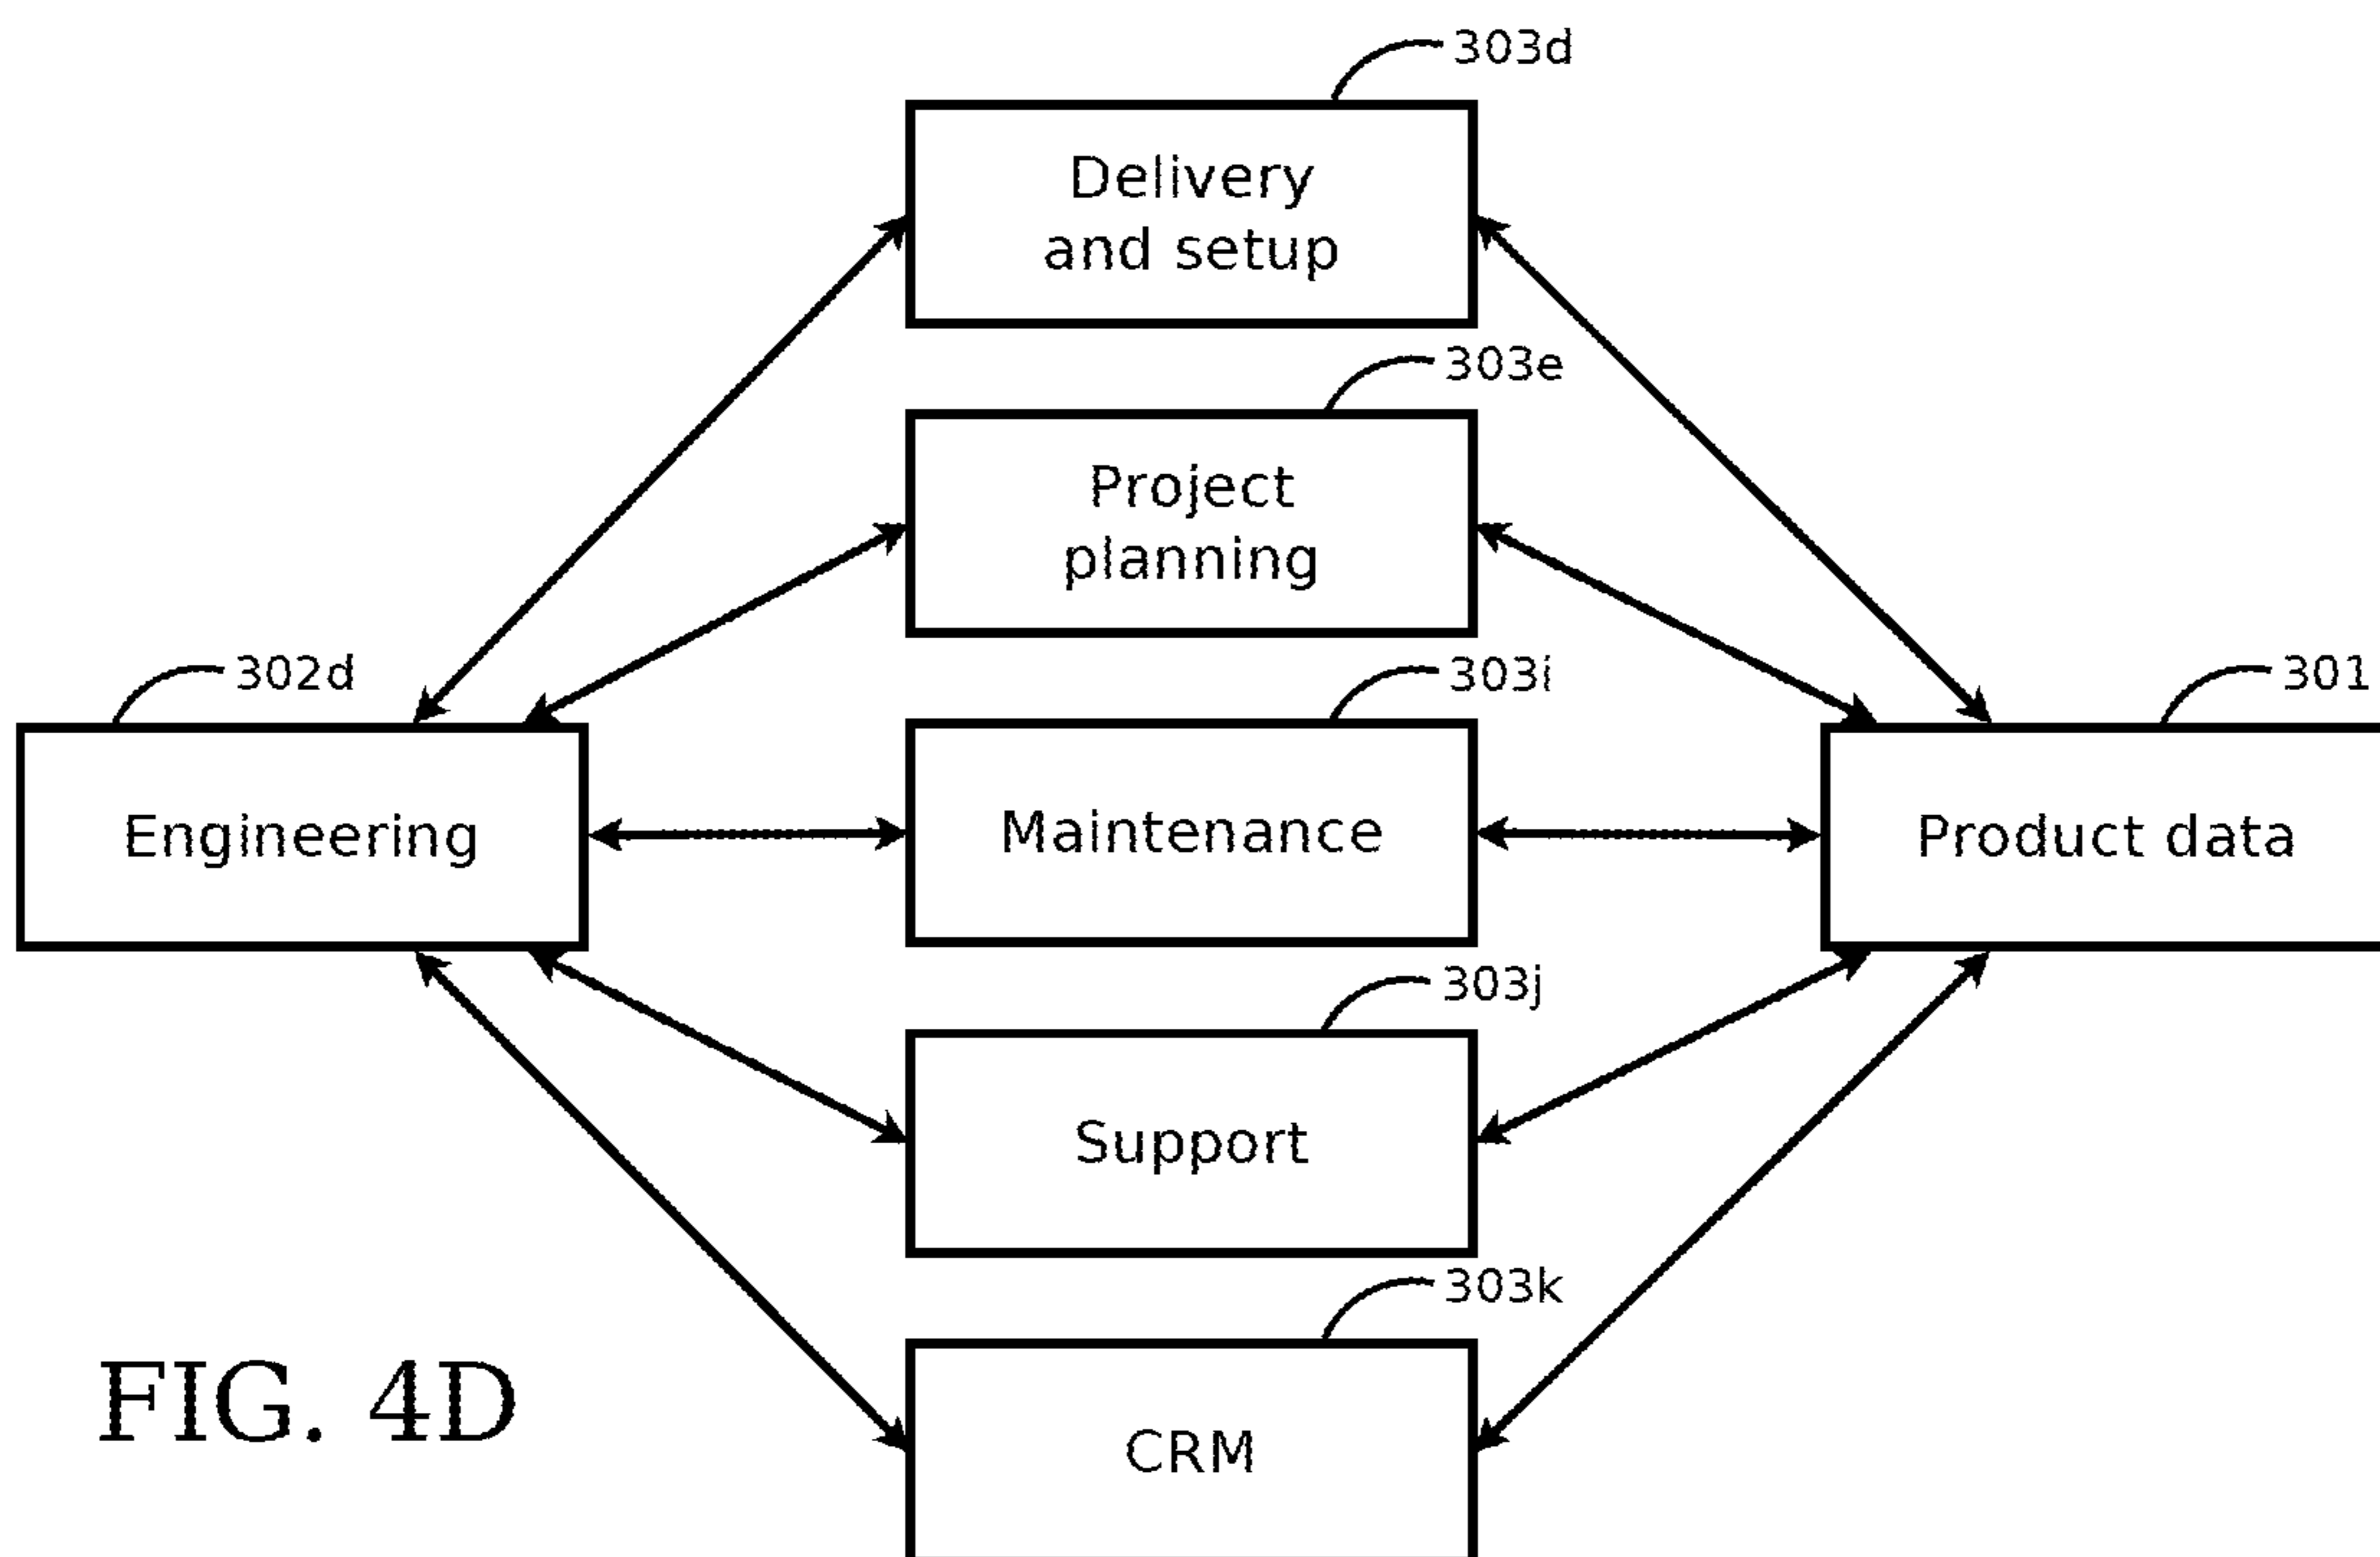 303d
Delivery
and setup
303e
Project
planning
302d
303i
301
Engineering
Maintenance
Product data
303j
Support
303k
FIG. 4D
CRM